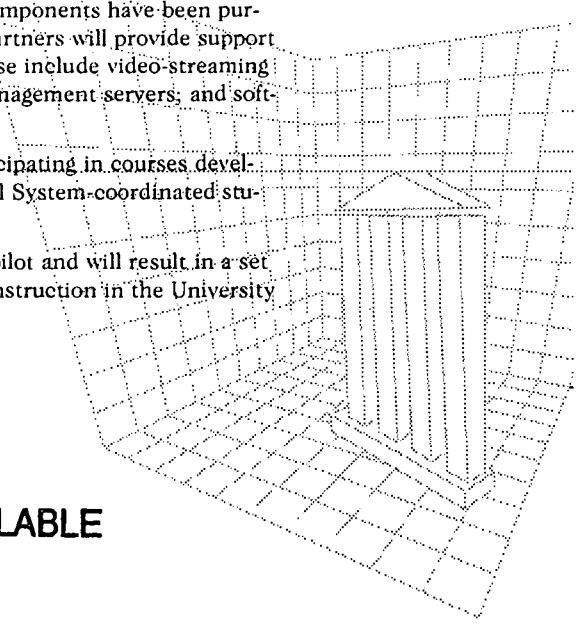 mponents have been pur-
artners will provide support
se include video-streaming
nagement servers, and soft-
cipating in courses devel-
l System-coordinated stu-
ilot and will result in a set
nstruction in the University
LABLE